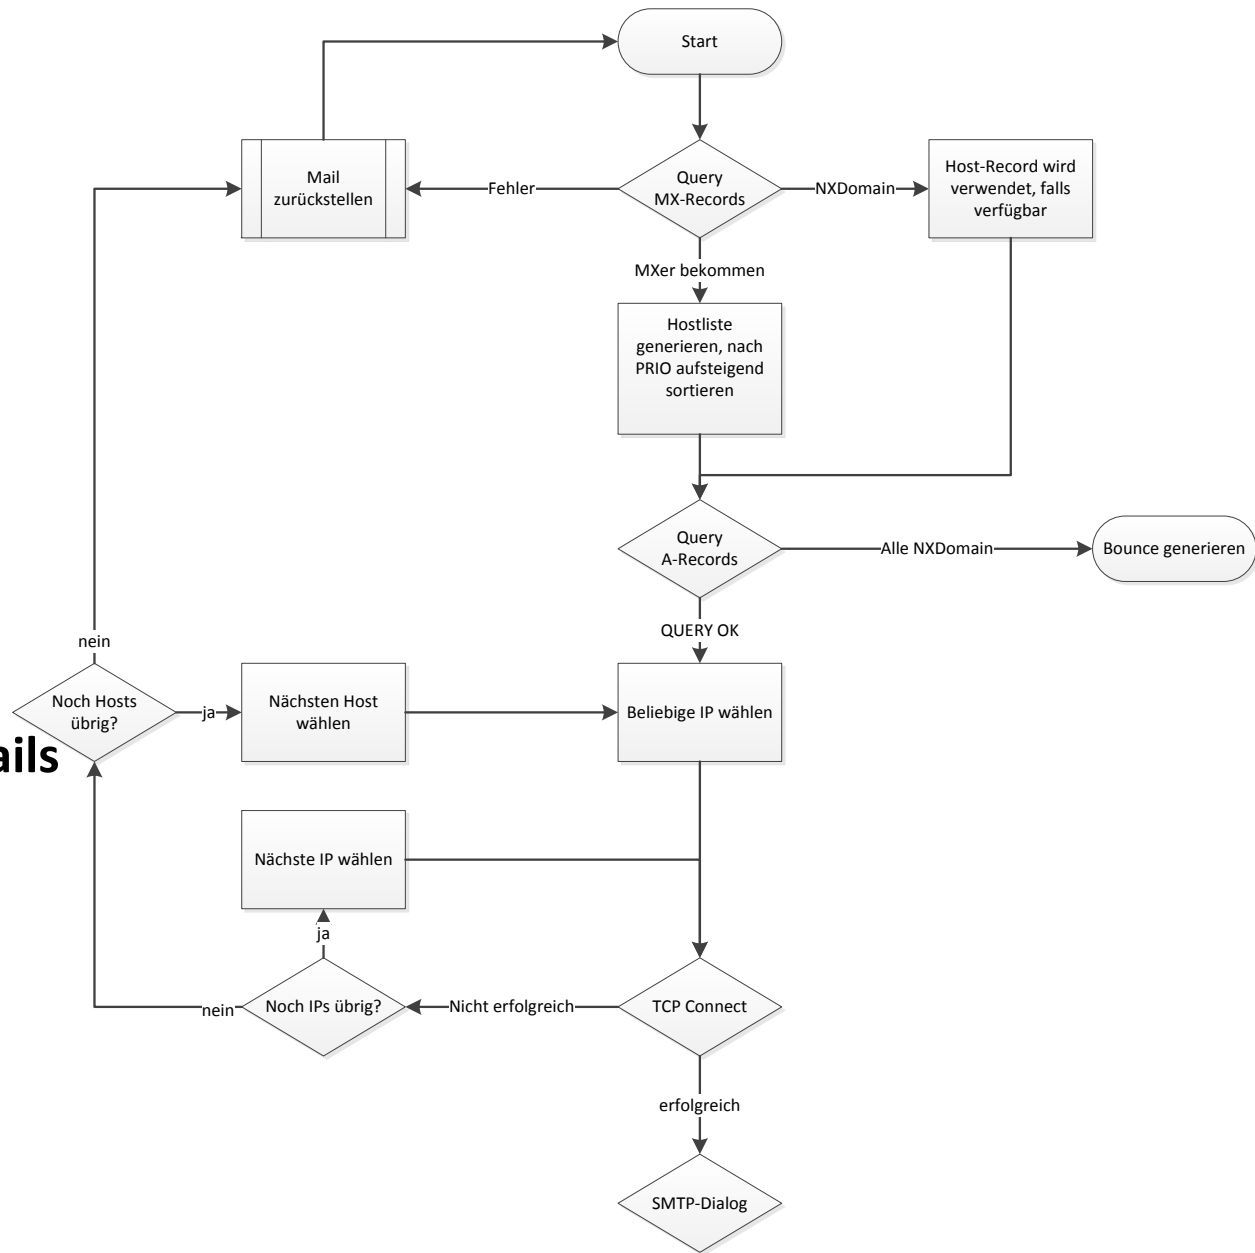 Start
Mail
zurückstellen
Fehler
Query
MX-Records
NXDomain
Host-Record wird
verwendet, falls
verfügbar
MXer bekommen
Hostliste
generieren, nach
PRIO aufsteigend
sortieren
Query
A-Records
Alle NXDomain
Bounce generieren
QUERY OK
nein
Noch Hosts
übrig?
ja
Nächsten Host
wählen
Beliebige IP wählen
ails
Nächste IP wählen
ja
nein
Noch IPs übrig?
Nicht erfolgreich
TCP Connect
erfolgreich
SMTP-Dialog